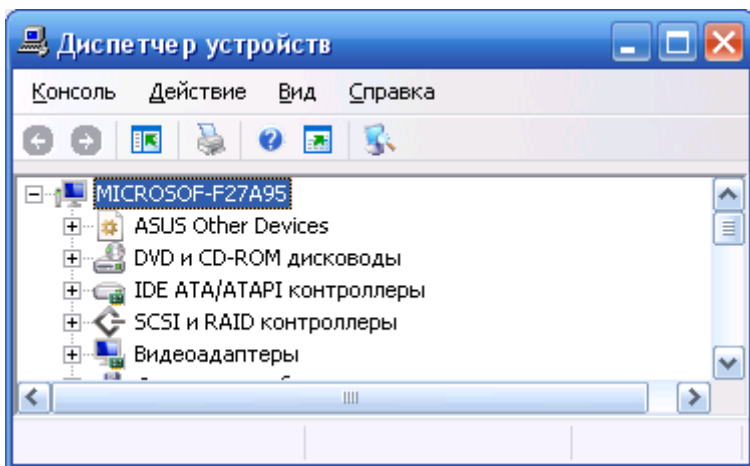 Диспетчер устройств
Консоль Действие Вид Справка
MICROSOF-F27A95
ASUS Other Devices
DVD и CD-ROM дисководы
IDE ATA/ATAPI контроллеры
SCSI и RAID контроллеры
Видеоадаптеры